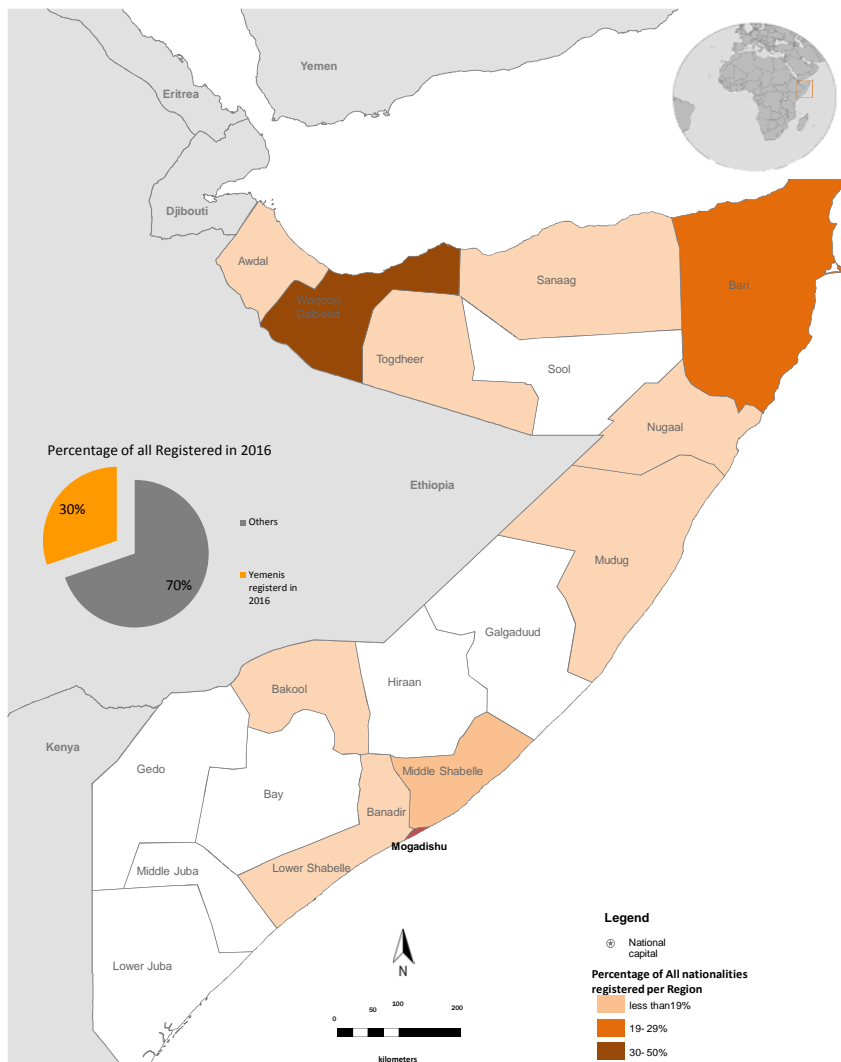 Yemen
Eritrea
Djibouti
Awdal
Sanaag
Bari
Woqooyi
Galbeed
Togdheer
Sool
Nugaal
Percentage of all Registered in 2016
Ethiopia
30%
70%
Others
Yemenis
registerd in
2016
Mudug
Galgaduud
Hiraan
Bakool
Kenya
Gedo
Middle Shabelle
Bay
Banadir
Mogadishu
Middle Juba
Lower Shabelle
Lower Juba
N
0 50 100 200
kilometers
Legend
National
capital
Percentage of All nationalities
registered per Region
less than19%
19- 29%
30- 50%